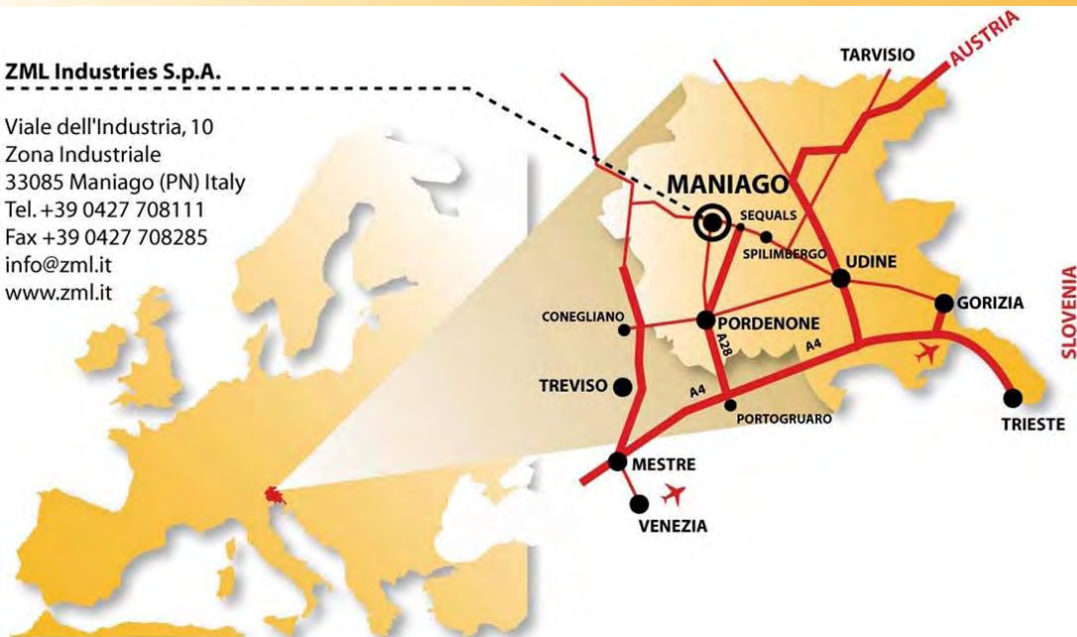 ZML Industries S.p.A.
Viale dell'Industria, 10
Zona Industriale
33085 Maniago (PN) Italy
Tel. +39 0427 708111
Fax +39 0427 708285
info@zml.it
www.zml.it
TARVISIO
AUSTRIA
MANIAGO
SEQUALS
SPILIMBERGO
UDINE
GORIZIA
SLOVENIA
CONEGLIANO
PORDENONE
A28
A4
TREVISO
A4
PORTOGRUARO
TRIESTE
MESTRE
VENEZIA